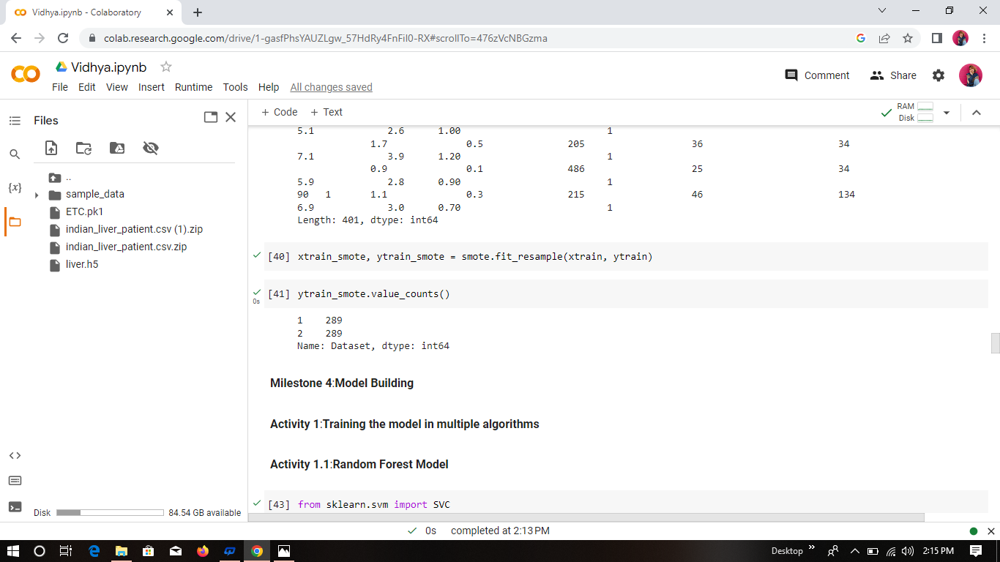 Vidhya.ipynb - Colaboratory
colab.research.google.com/drive/1-gasfPhsYAUZLgw_57HdRy4FnFiI0-RX#scrollTo=476zVcNBGzma
Vidhya.ipynb
File Edit View Insert Runtime Tools Help All changes saved
Comment Share
Files
+ Code + Text
RAM
Disk
..
sample_data
ETC.pk1
indian_liver_patient.csv (1).zip
indian_liver_patient.csv.zip
liver.h5
{x}
Disk 84.54 GB available
5.1 2.6 1.00 1
1.7 0.5 205 36 34
7.1 3.9 1.20 1
0.9 0.1 486 25 34
5.9 2.8 0.90 1
90 1 1.1 0.3 215 46 134
6.9 3.0 0.70 1
Length: 401, dtype: int64
[40] xtrain_smote, ytrain_smote = smote.fit_resample(xtrain, ytrain)
[41] ytrain_smote.value_counts()
0s
1 289
2 289
Name: Dataset, dtype: int64
Milestone 4:Model Building
Activity 1:Training the model in multiple algorithms
Activity 1.1:Random Forest Model
[43] from sklearn.svm import SVC
0s completed at 2:13 PM
Desktop 2:15 PM